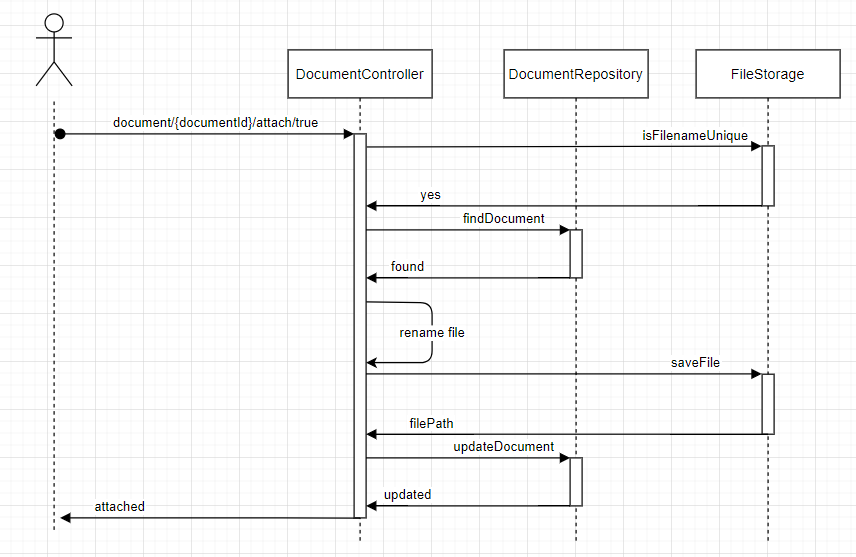 DocumentController
DocumentRepository
FileStorage
document/{documentId}/attach/true
isFilenameUnique
yes
findDocument
found
rename file
saveFile
filePath
updateDocument
updated
attached